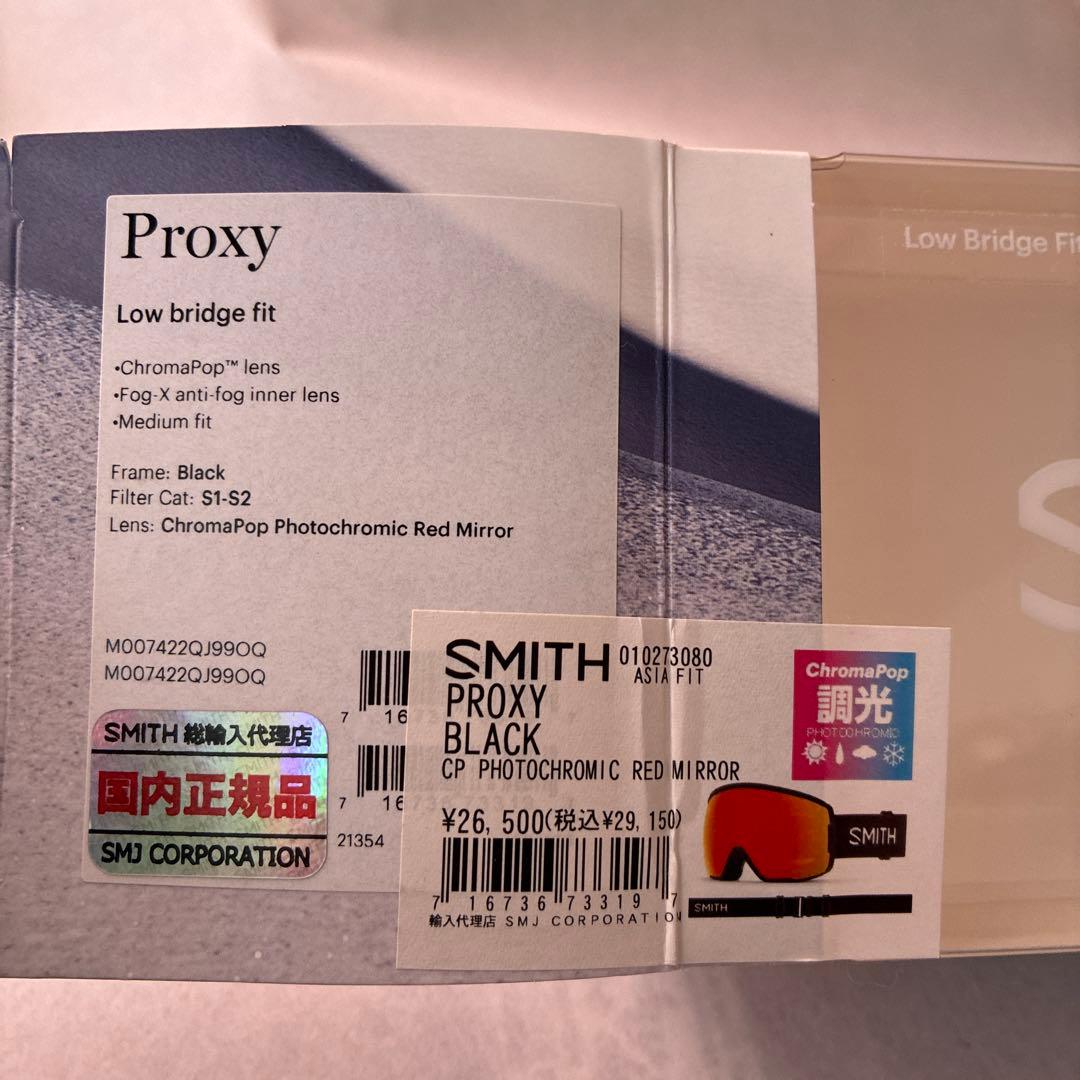 Proxy
Low bridge fit
•ChromaPop™ lens
•Fog-X anti-fog inner lens
•Medium fit
Frame: Black
Filter Cat: S1-S2
Lens: ChromaPop Photochromic Red Mirror
M007422QJ99OQ
M007422QJ99OQ
7 16
7 16
21354
SMITH 総輸入代理店
国内正規品
SMJ CORPORATION
SMITH 010273080
ASIA FIT
PROXY
BLACK
CP PHOTOCHROMIC RED MIRROR
¥26,500(税込¥29,150)
7 16736 73319 7
輸入代理店 SMJ CORPORATION
ChromaPop
調光
PHOTOCHROMIC
SMITH
SMITH
Low Bridge Fit
S